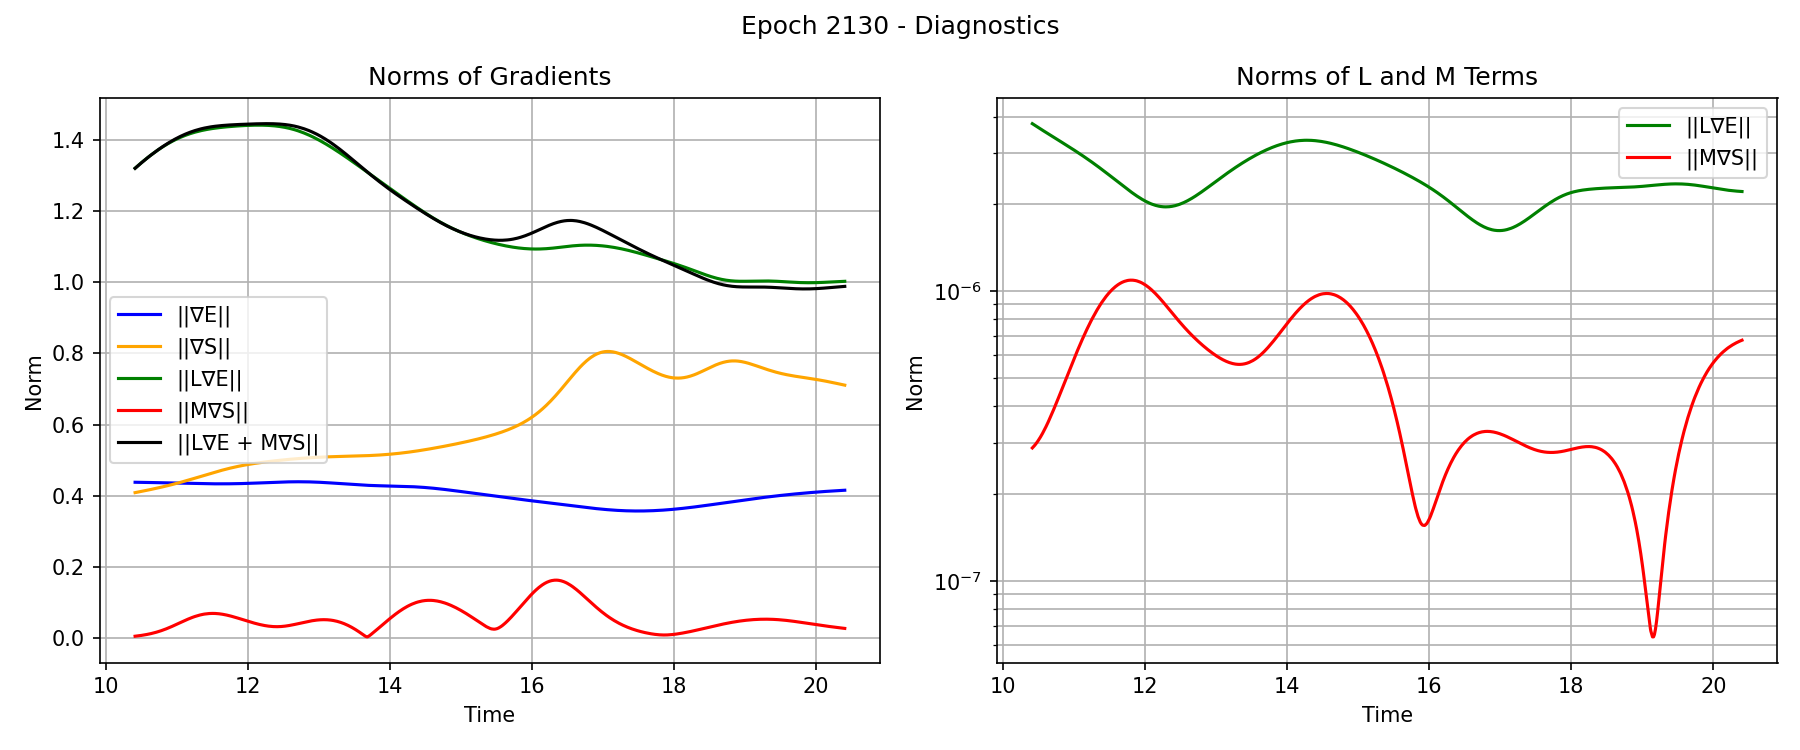 Epoch 2130 - Diagnostics
Norms of Gradients
Norm
1.4
1.2
1.0
0.8
0.6
0.4
0.2
0.0
||∇E||
||∇S||
||L∇E||
||M∇S||
||L∇E + M∇S||
10 12 14 16 18 20
Time
Norms of L and M Terms
Norm
10⁻⁶
10⁻⁷
||L∇E||
||M∇S||
10 12 14 16 18 20
Time